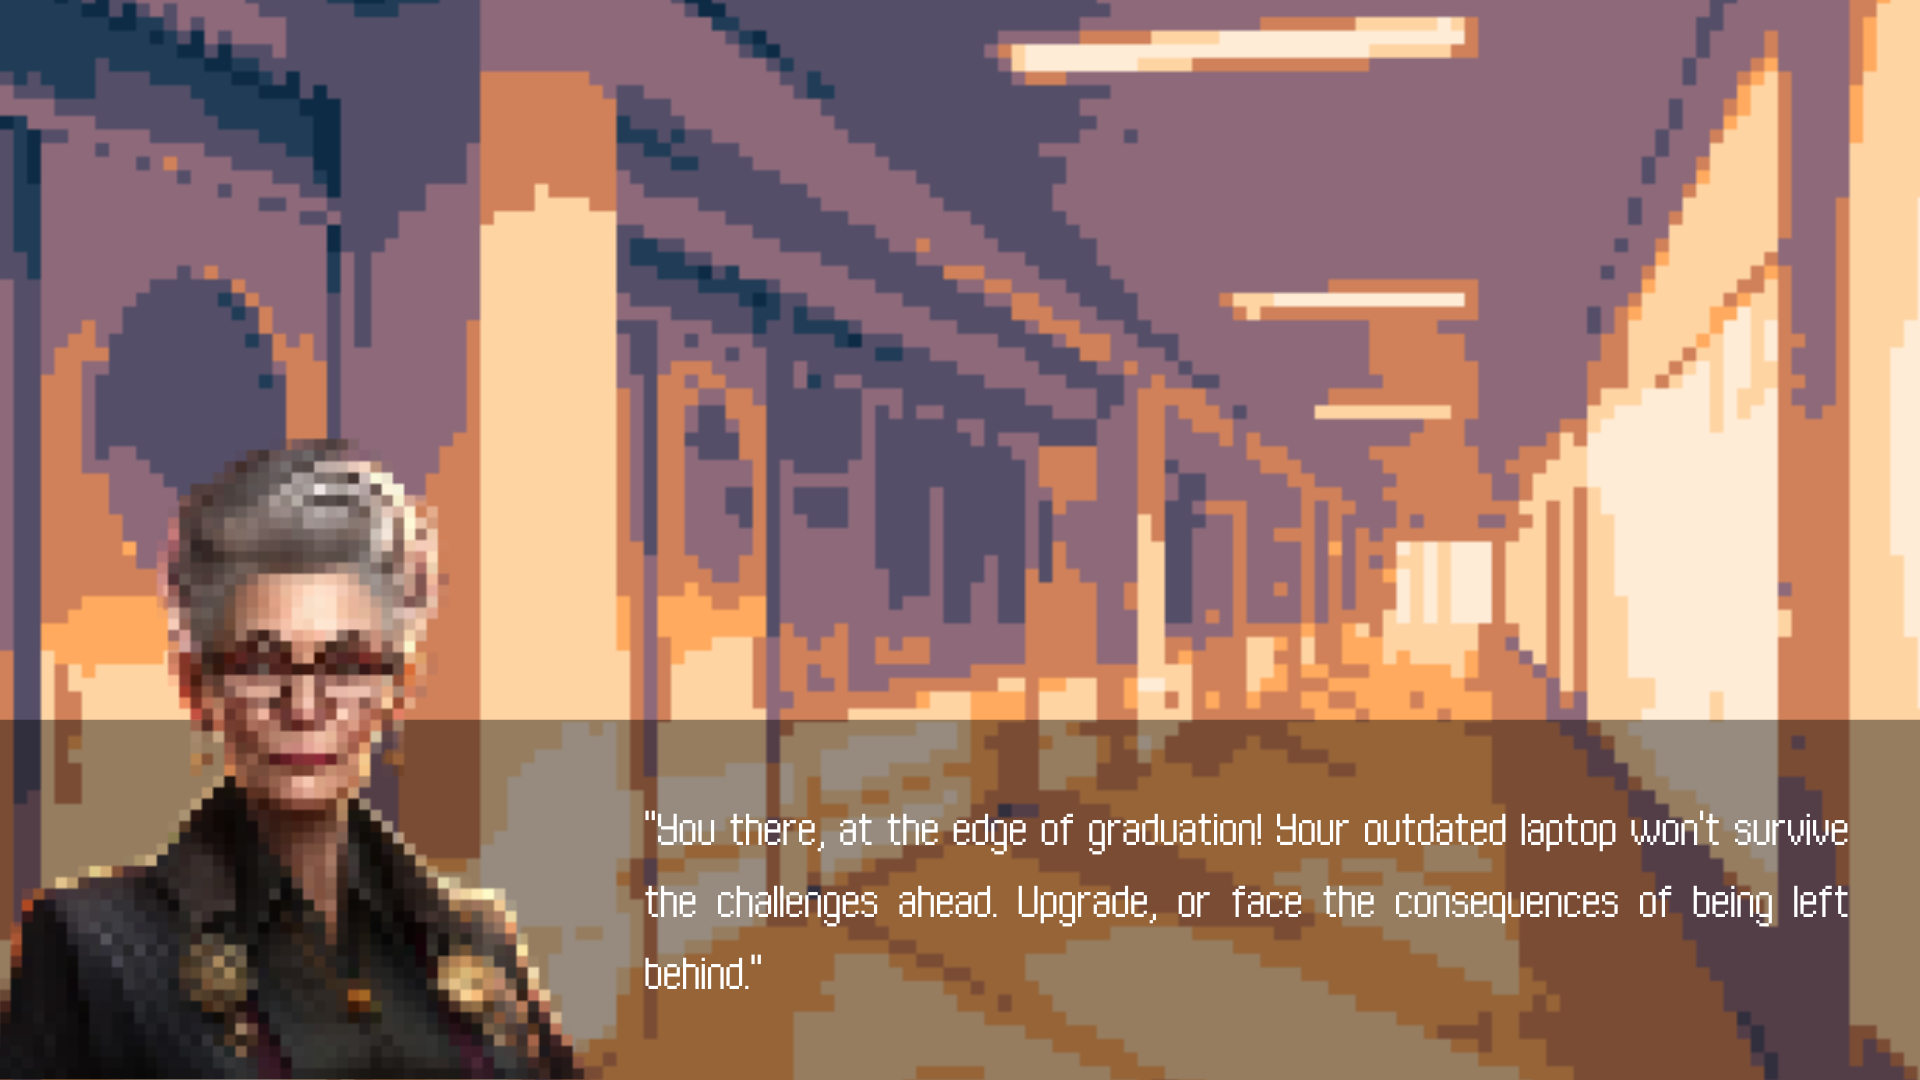 "You there, at the edge of graduation! Your outdated laptop won't survive
the challenges ahead. Upgrade, or face the consequences of being left
behind."